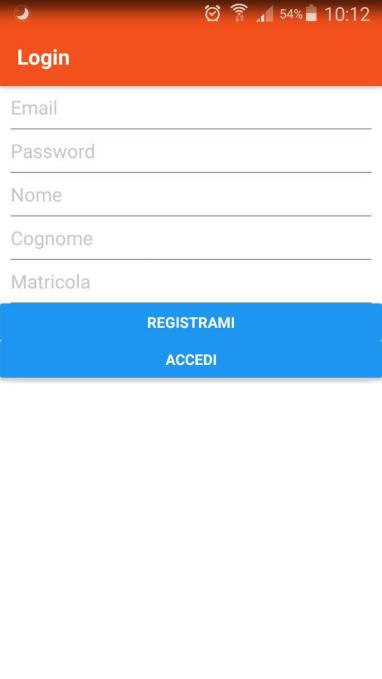 54% 10:12
Login
Email
Password
Nome
Cognome
Matricola
REGISTRAMI
ACCEDI